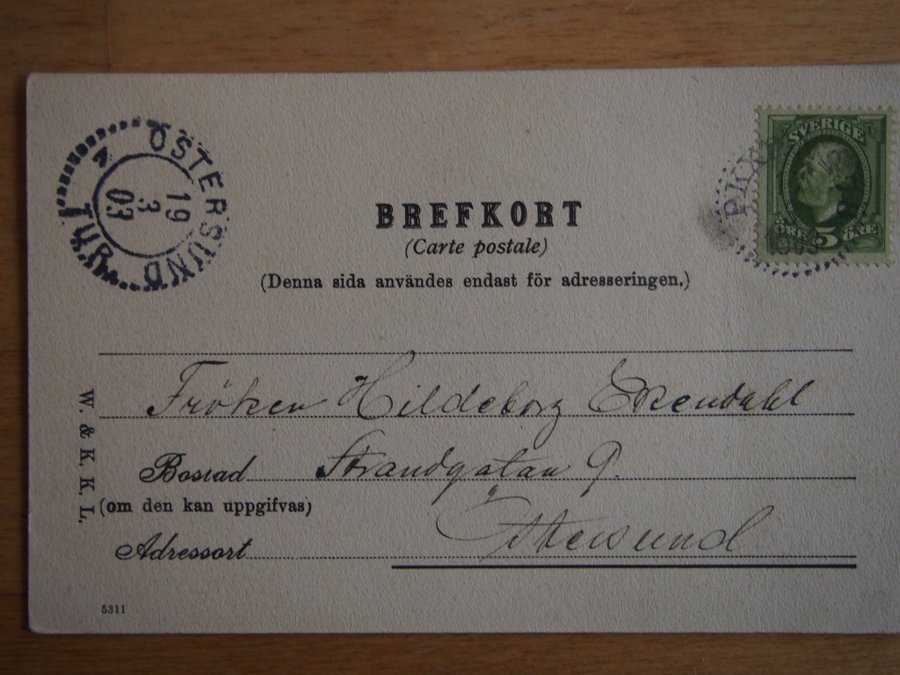 ÖSTERSUND
19
3
03
TUR
SVERIGE
ÖRE 5 ÖRE
BREFKORT
(Carte postale)
(Denna sida användes endast för adresseringen.)
Fröken Hildeborg Ekendahl
Bostad Strandgatan 9.
(om den kan uppgifvas)
Adressort Östersund
W. & K. K. L.
5311